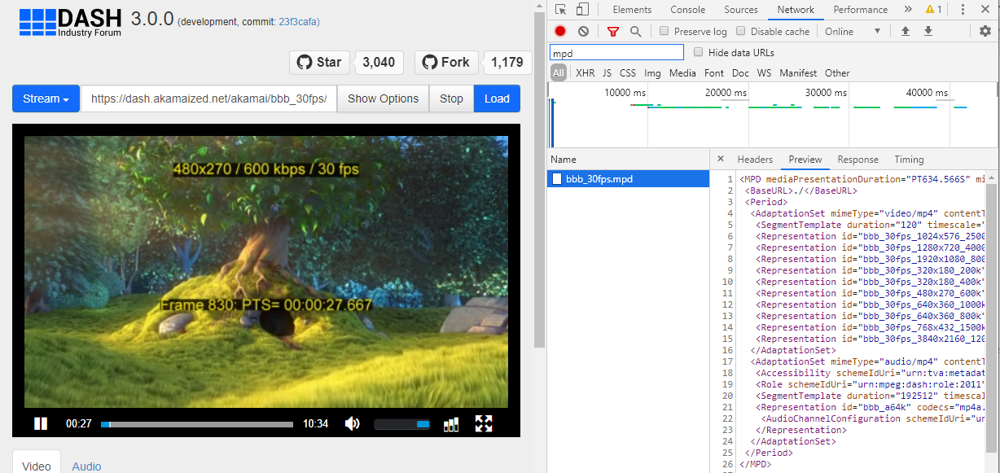 DASH
Industry Forum
3.0.0 (development, commit: 23f3cafa)
Star 3,040 Fork 1,179
Stream https://dash.akamaized.net/akamai/bbb_30fps/ Show Options Stop Load
480x270 / 600 kbps / 30 fps
Frame 830: PTS= 00:00:27.667
00:27 10:34
Video Audio
Elements Console Sources Network Performance » 1
Preserve log Disable cache Online
mpd Hide data URLs
All XHR JS CSS Img Media Font Doc WS Manifest Other
10000 ms 20000 ms 30000 ms 40000 ms
Name
bbb_30fps.mpd
× Headers Preview Response Timing
1 <MPD mediaPresentationDuration="PT634.566S" mi
2 <BaseURL>./</BaseURL>
3 <Period>
4 <AdaptationSet mimeType="video/mp4" contentT
5 <SegmentTemplate duration="120" timescale="
6 <Representation id="bbb_30fps_1024x576_2500
7 <Representation id="bbb_30fps_1280x720_4000
8 <Representation id="bbb_30fps_1920x1080_800
9 <Representation id="bbb_30fps_320x180_200k"
10 <Representation id="bbb_30fps_320x180_400k"
11 <Representation id="bbb_30fps_480x270_600k"
12 <Representation id="bbb_30fps_640x360_1000k
13 <Representation id="bbb_30fps_640x360_800k"
14 <Representation id="bbb_30fps_768x432_1500k
15 <Representation id="bbb_30fps_3840x2160_120
16 </AdaptationSet>
17 <AdaptationSet mimeType="audio/mp4" contentT
18 <Accessibility schemeIdUri="urn:tva:metadat
19 <Role schemeIdUri="urn:mpeg:dash:role:2011"
20 <SegmentTemplate duration="192512" timescal
21 <Representation id="bbb_a64k" codecs="mp4a.
22 <AudioChannelConfiguration schemeIdUri="ur
23 </Representation>
24 </AdaptationSet>
25 </Period>
26 </MPD>